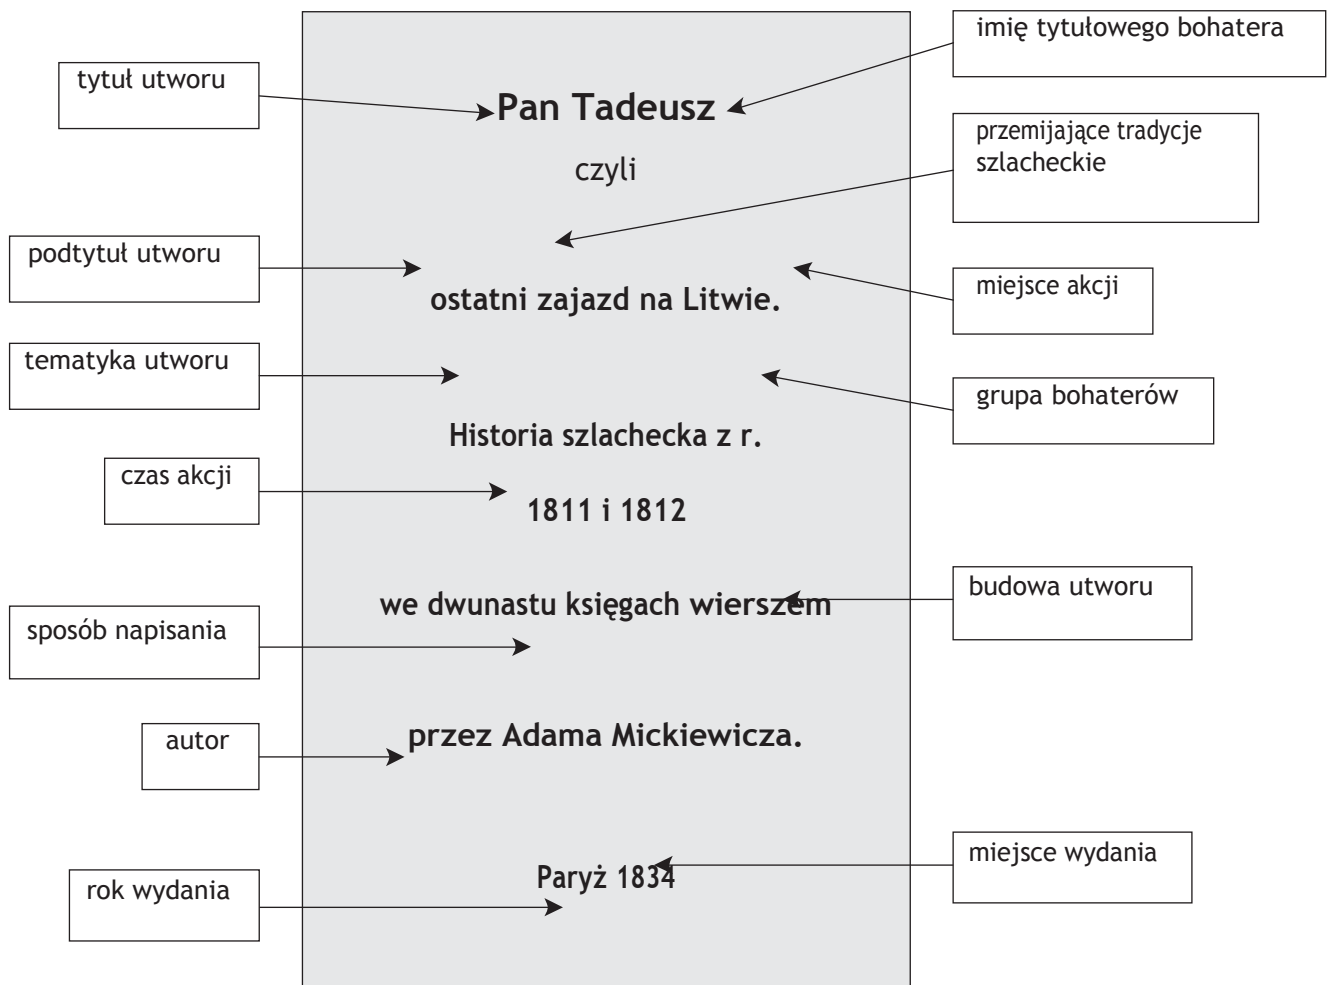 imię tytułowego bohatera
tytuł utworu
Pan Tadeusz
przemijające tradycje
szlacheckie
czyli
podtytuł utworu
miejsce akcji
ostatni zajazd na Litwie.
tematyka utworu
grupa bohaterów
Historia szlachecka z r.
czas akcji
1811 i 1812
budowa utworu
we dwunastu księgach wierszem
sposób napisania
autor
przez Adama Mickiewicza.
miejsce wydania
Paryż 1834
rok wydania